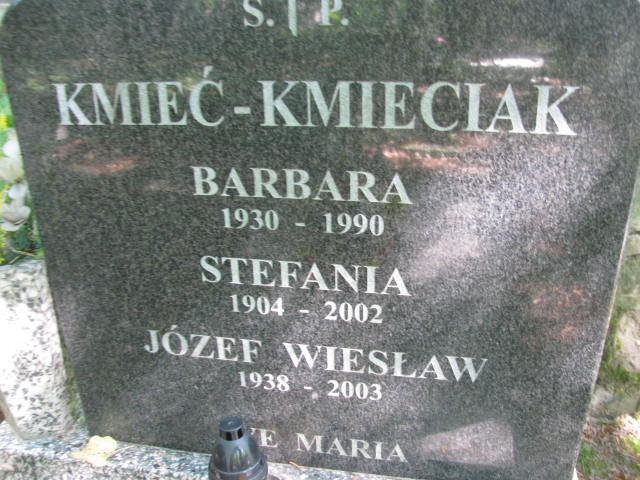 Ś. P.
KMIEĆ-KMIECIAK
BARBARA
1930 - 1990
STEFANIA
1904 - 2002
JÓZEF WIESŁAW
1938 - 2003
MARIA